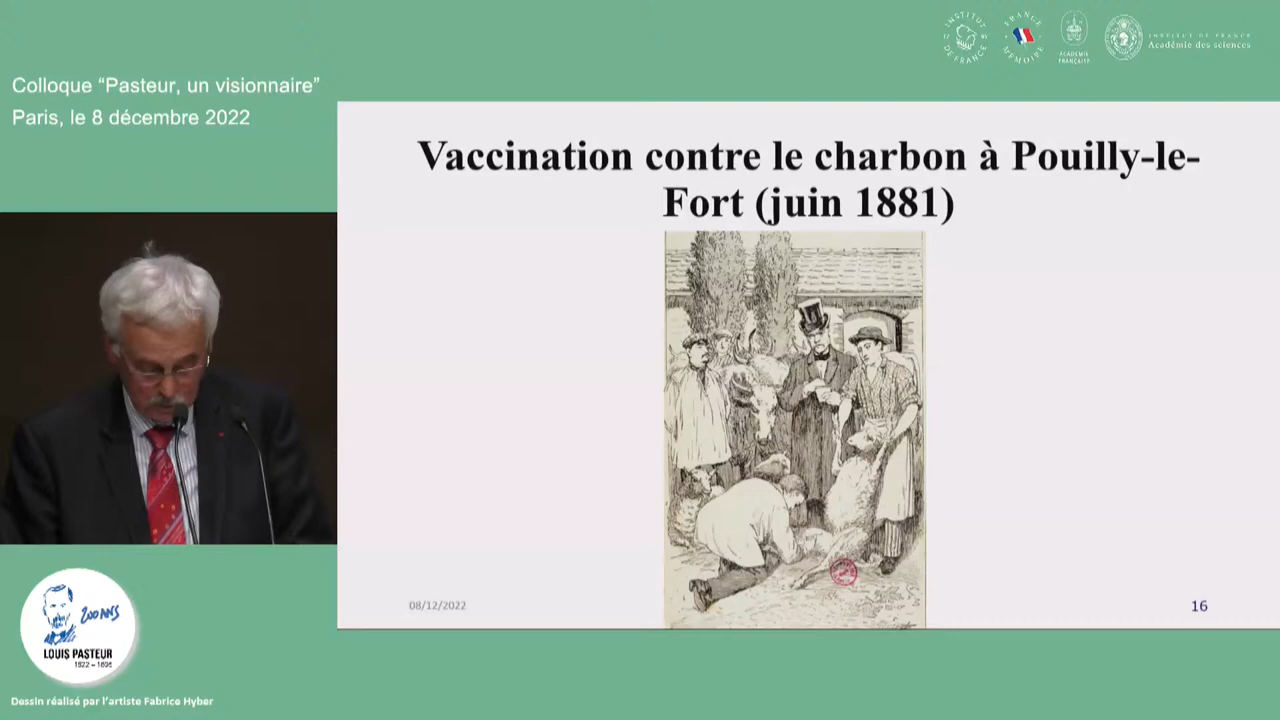 INSTITUT DE FRANCE
FRANCE MÉMOIRE
ACADÉMIE
FRANÇAISE
INSTITUT DE FRANCE
Académie des sciences
Colloque “Pasteur, un visionnaire”
Paris, le 8 décembre 2022
Vaccination contre le charbon à Pouilly-le-
Fort (juin 1881)
08/12/2022
16
200 ANS
LOUIS PASTEUR
1822 – 1895
Dessin réalisé par l'artiste Fabrice Hyber